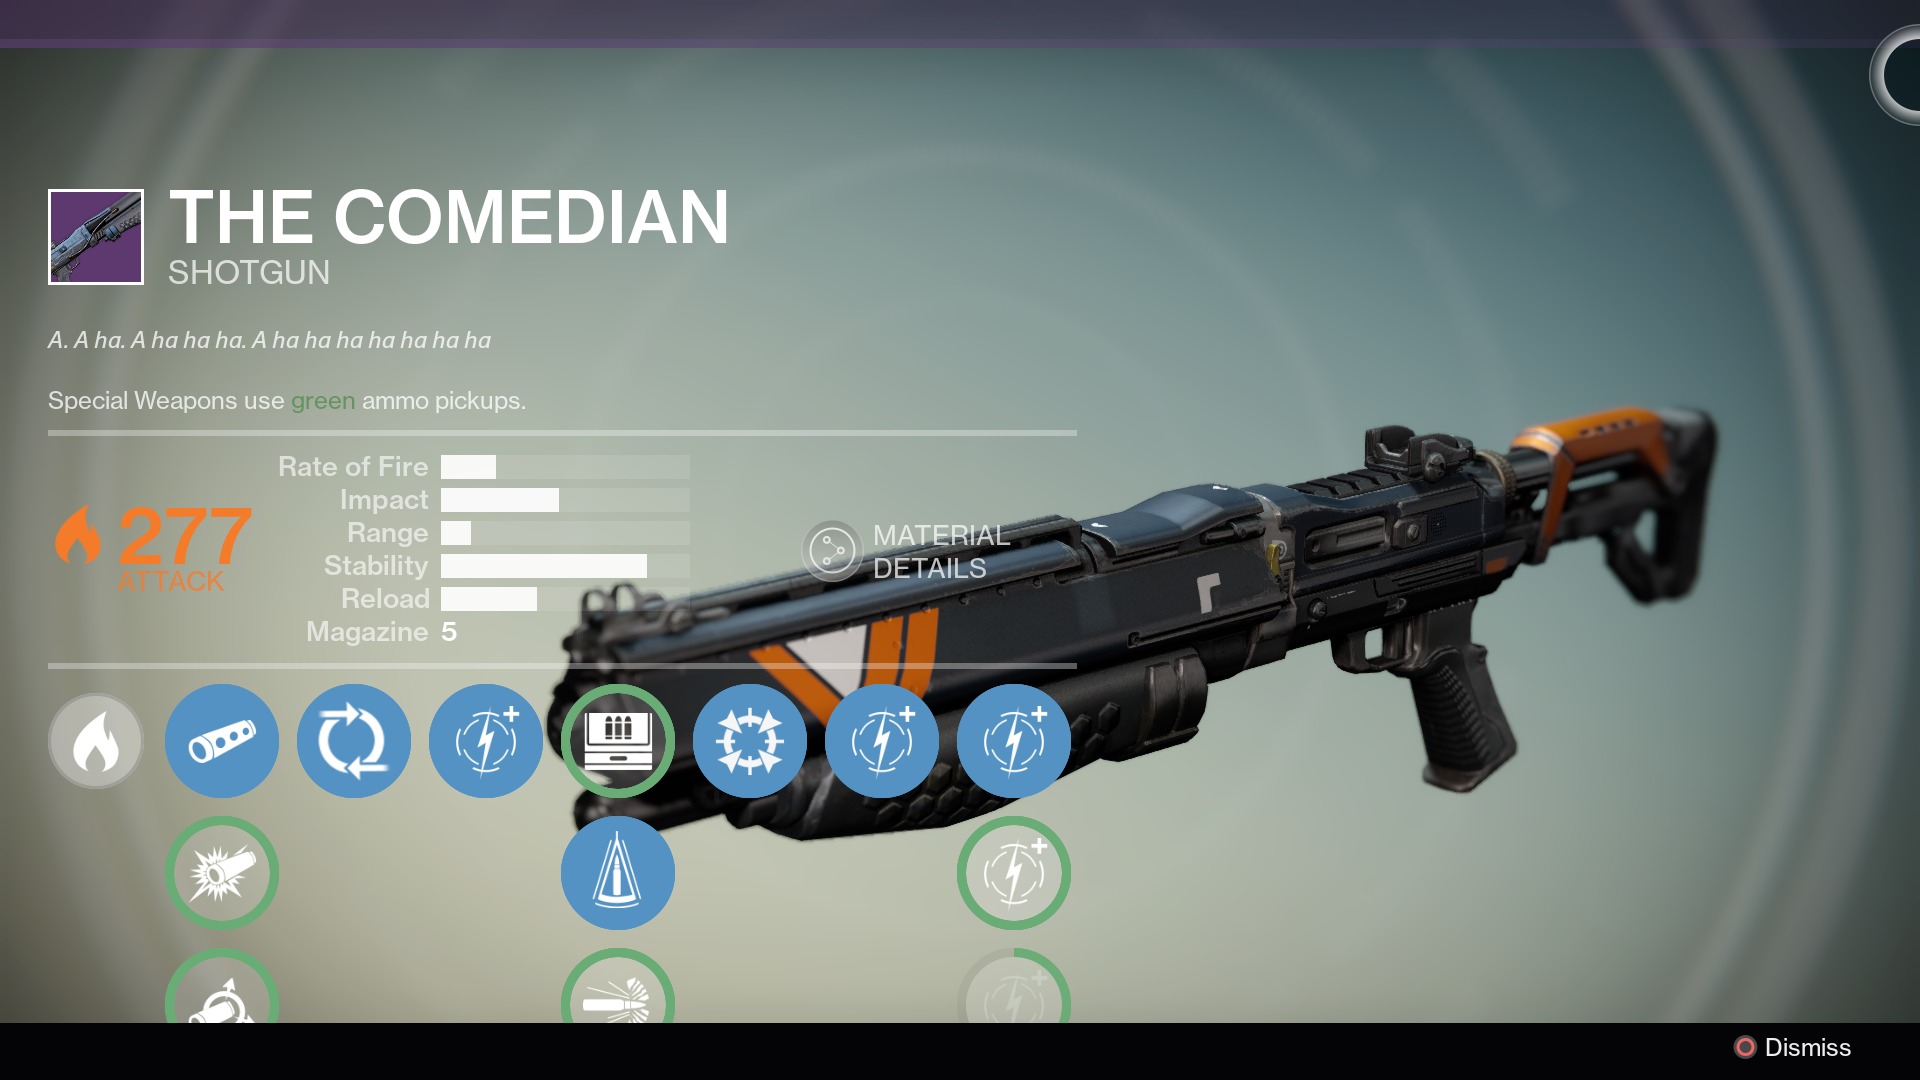 THE COMEDIAN
SHOTGUN
A. A ha. A ha ha ha. A ha ha ha ha ha ha ha
Special Weapons use green ammo pickups.
Rate of Fire
Impact
Range
Stability
Reload
Magazine 5
277
ATTACK
MATERIAL
DETAILS
Dismiss